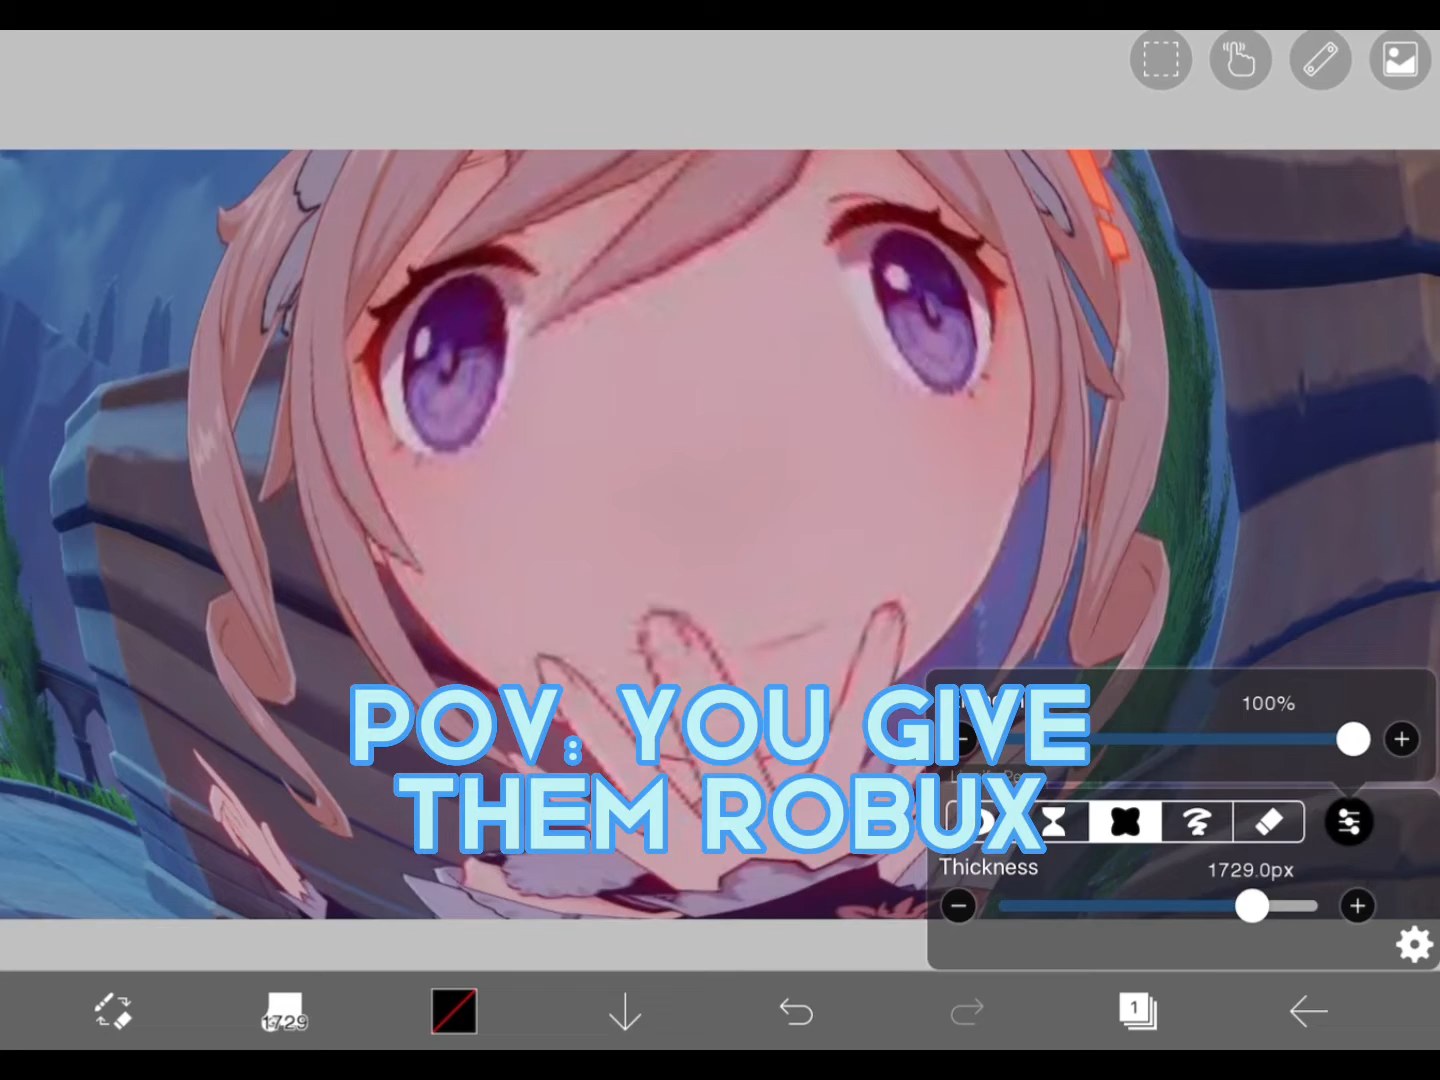 100%
POV: YOU GIVE
THEM ROBUX
Thickness
1729.0px
1729
1